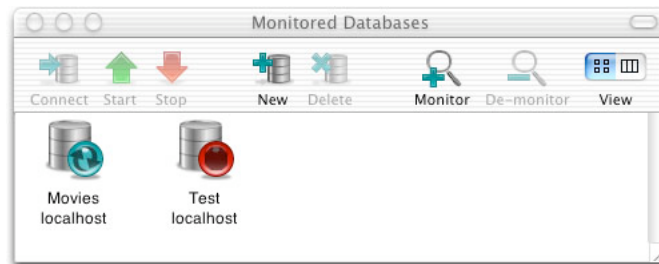 Monitored Databases
Connect Start Stop New Delete Monitor De-monitor View
Movies Test
localhost localhost